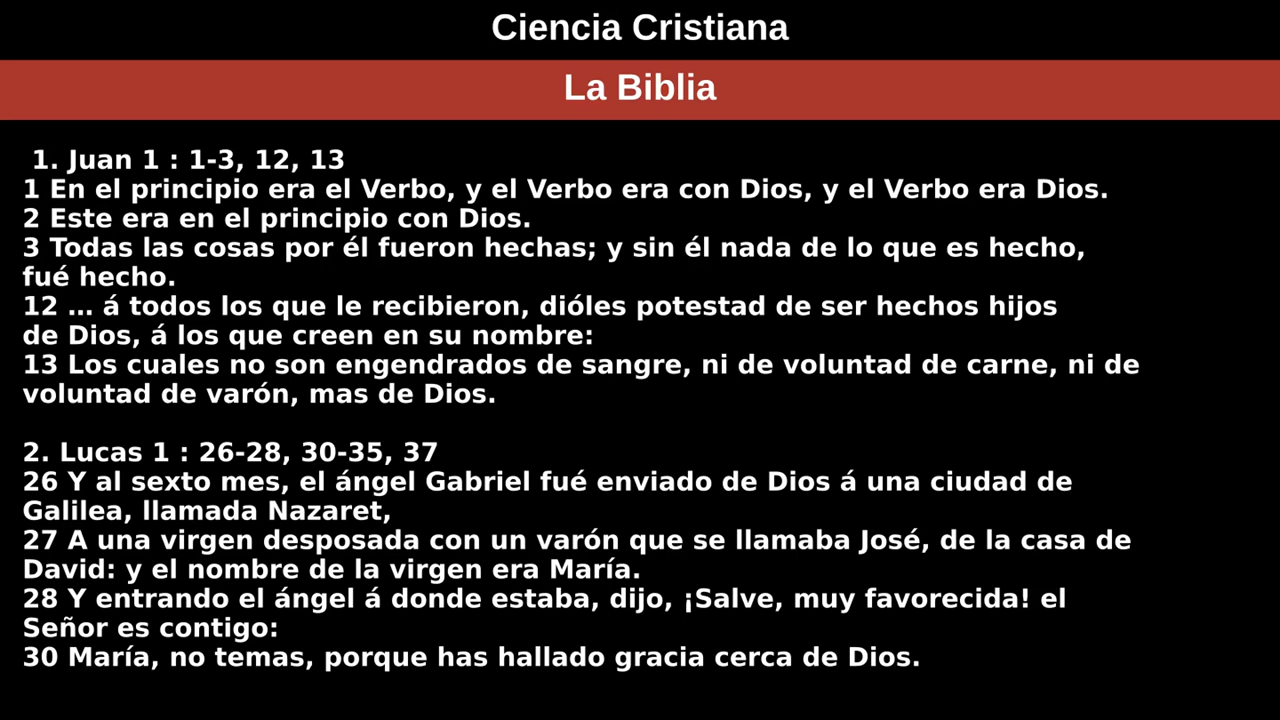 Ciencia Cristiana
La Biblia
1. Juan 1 : 1-3, 12, 13
1 En el principio era el Verbo, y el Verbo era con Dios, y el Verbo era Dios.
2 Este era en el principio con Dios.
3 Todas las cosas por él fueron hechas; y sin él nada de lo que es hecho,
fué hecho.
12 … á todos los que le recibieron, dióles potestad de ser hechos hijos
de Dios, á los que creen en su nombre:
13 Los cuales no son engendrados de sangre, ni de voluntad de carne, ni de
voluntad de varón, mas de Dios.
2. Lucas 1 : 26-28, 30-35, 37
26 Y al sexto mes, el ángel Gabriel fué enviado de Dios á una ciudad de
Galilea, llamada Nazaret,
27 A una virgen desposada con un varón que se llamaba José, de la casa de
David: y el nombre de la virgen era María.
28 Y entrando el ángel á donde estaba, dijo, ¡Salve, muy favorecida! el
Señor es contigo:
30 María, no temas, porque has hallado gracia cerca de Dios.